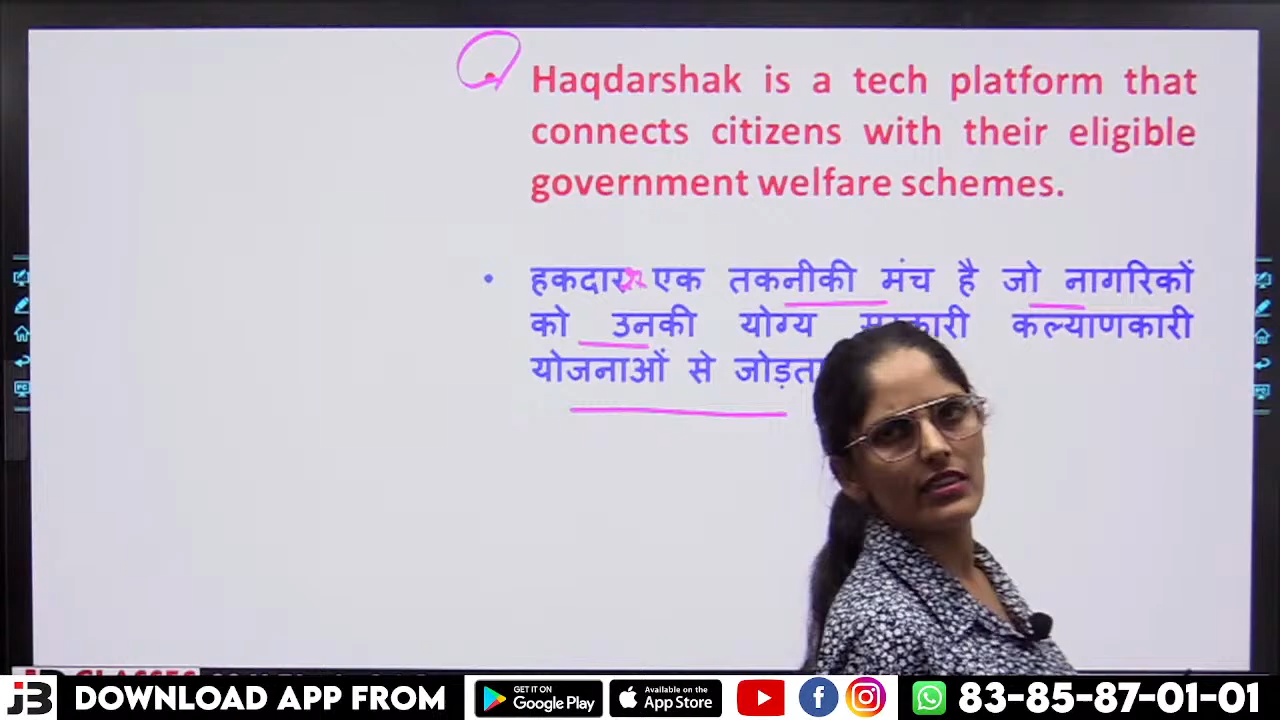 Haqdarshak is a tech platform that
connects citizens with their eligible
government welfare schemes.
• एक तकनीकी मंच है जो नागरिकों
को उनकी योग्य कल्याणकारी
योजनाओं से जोड़ता
JB DOWNLOAD APP FROM GET IT ON Google Play Available on the App Store 83-85-87-01-01